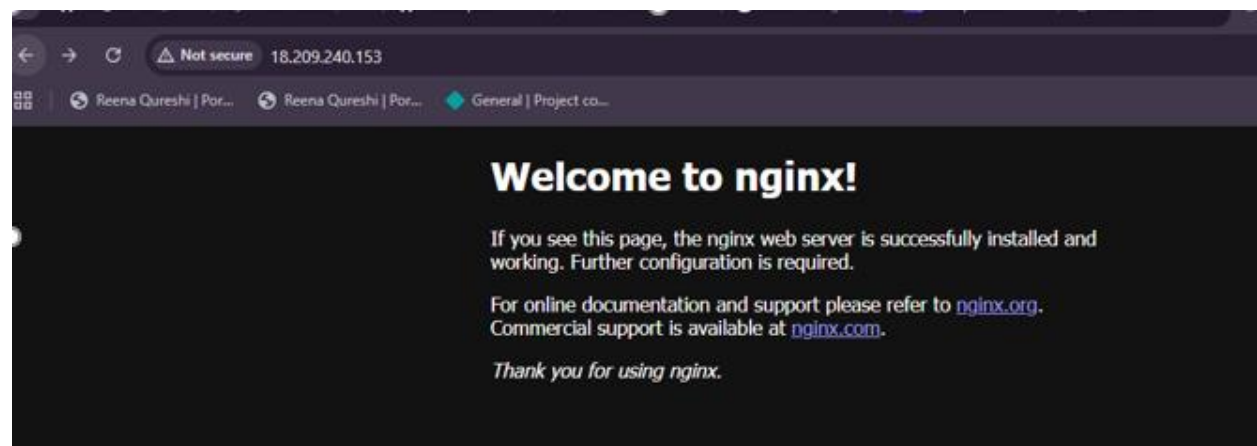 Not secure 18.209.240.153
Reena Qureshi | Por... Reena Qureshi | Por... General | Project co...
Welcome to nginx!
If you see this page, the nginx web server is successfully installed and
working. Further configuration is required.
For online documentation and support please refer to nginx.org.
Commercial support is available at nginx.com.
Thank you for using nginx.